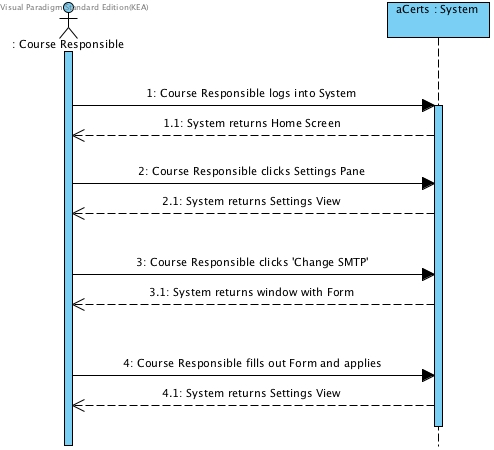 Visual Paradigm Standard Edition(KEA)
aCerts : System
: Course Responsible
1: Course Responsible logs into System
1.1: System returns Home Screen
2: Course Responsible clicks Settings Pane
2.1: System returns Settings View
3: Course Responsible clicks 'Change SMTP'
3.1: System returns window with Form
4: Course Responsible fills out Form and applies
4.1: System returns Settings View